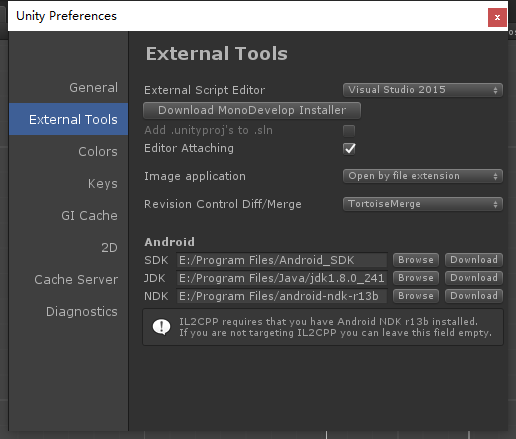 Unity Preferences
x
External Tools
General
External Tools
Colors
Keys
GI Cache
2D
Cache Server
Diagnostics
External Script Editor
Visual Studio 2015
Download MonoDevelop Installer
Add .unityproj's to .sln
Editor Attaching
Image application
Open by file extension
Revision Control Diff/Merge
TortoiseMerge
Android
SDK E:/Program Files/Android_SDK Browse Download
JDK E:/Program Files/Java/jdk1.8.0_241 Browse Download
NDK E:/Program Files/android-ndk-r13b Browse Download
IL2CPP requires that you have Android NDK r13b installed.
If you are not targeting IL2CPP you can leave this field empty.